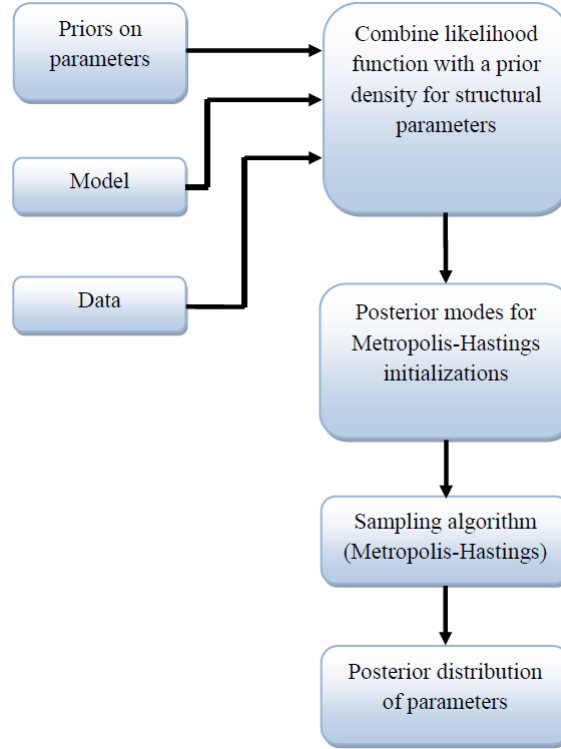 Priors on
parameters
Combine likelihood
function with a prior
density for structural
parameters
Model
Data
Posterior modes for
Metropolis-Hastings
initializations
Sampling algorithm
(Metropolis-Hastings)
Posterior distribution
of parameters